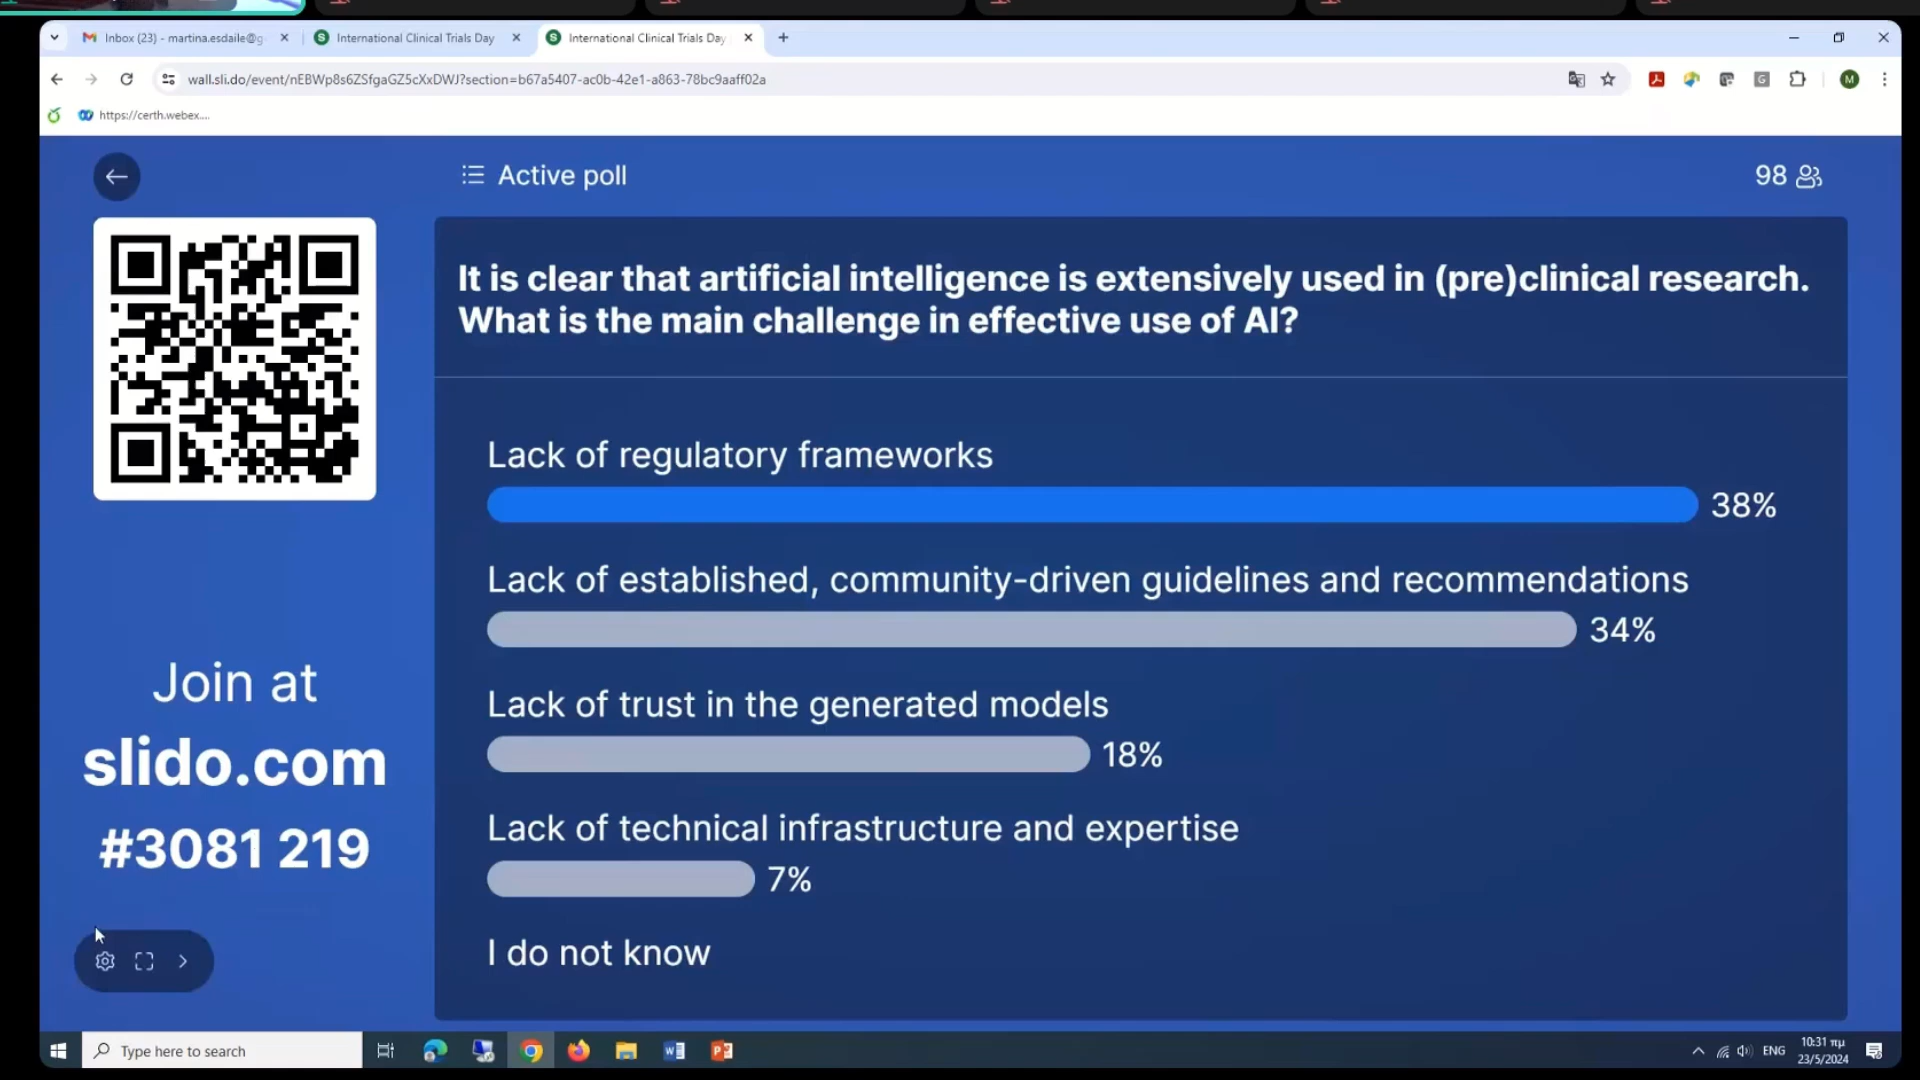 Inbox (23) - martina.esdaile@g
International Clinical Trials Day
International Clinical Trials Day
wall.sli.do/event/nEBWp8s6ZSfgaGZ5cXxDWJ?section=b67a5407-ac0b-42e1-a863-78bc9aaff02a
M
https://certh.webex....
Active poll
98
It is clear that artificial intelligence is extensively used in (pre)clinical research.
What is the main challenge in effective use of AI?
Lack of regulatory frameworks
38%
Lack of established, community-driven guidelines and recommendations
34%
Lack of trust in the generated models
18%
Lack of technical infrastructure and expertise
7%
I do not know
Join at
slido.com
#3081 219
Type here to search
ENG
10:31 πμ
23/5/2024